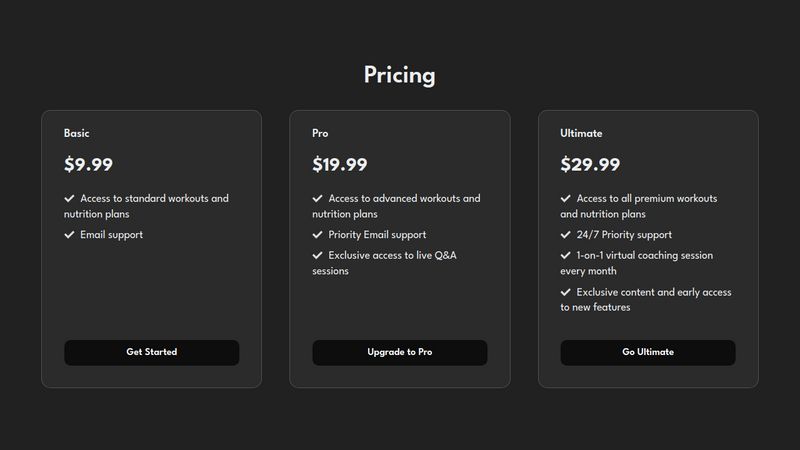 Pricing
Basic
$9.99
Access to standard workouts and
nutrition plans
Email support
Get Started
Pro
$19.99
Access to advanced workouts and
nutrition plans
Priority Email support
Exclusive access to live Q&A
sessions
Upgrade to Pro
Ultimate
$29.99
Access to all premium workouts
and nutrition plans
24/7 Priority support
1-on-1 virtual coaching session
every month
Exclusive content and early access
to new features
Go Ultimate